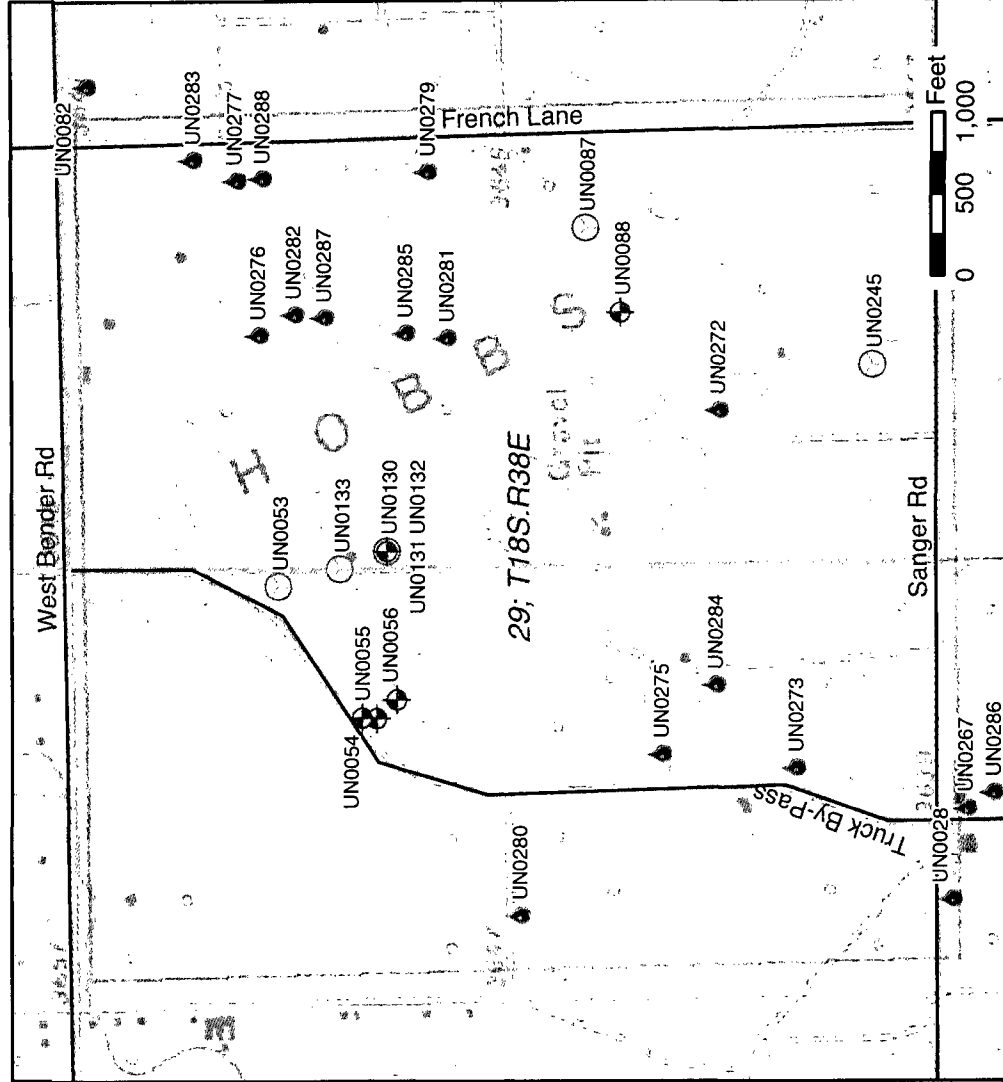 West Bender Rd
UN0082
UN0283
UN0277
UN0288
UN0276
UN0282
UN0287
UN0279
French Lane
UN0285
UN0281
H O B B S
UN0053
UN0133
UN0130
UN0131 UN0132
UN0055
UN0056
UN0054
UN0087
UN0088
Gravel
Pit
29; T18S.R38E
UN0272
UN0245
UN0284
UN0275
UN0273
UN0280
Truck By-Pass
Sanger Rd
UN0267
UN0286
UN0028
E
Feet
0 500 1,000